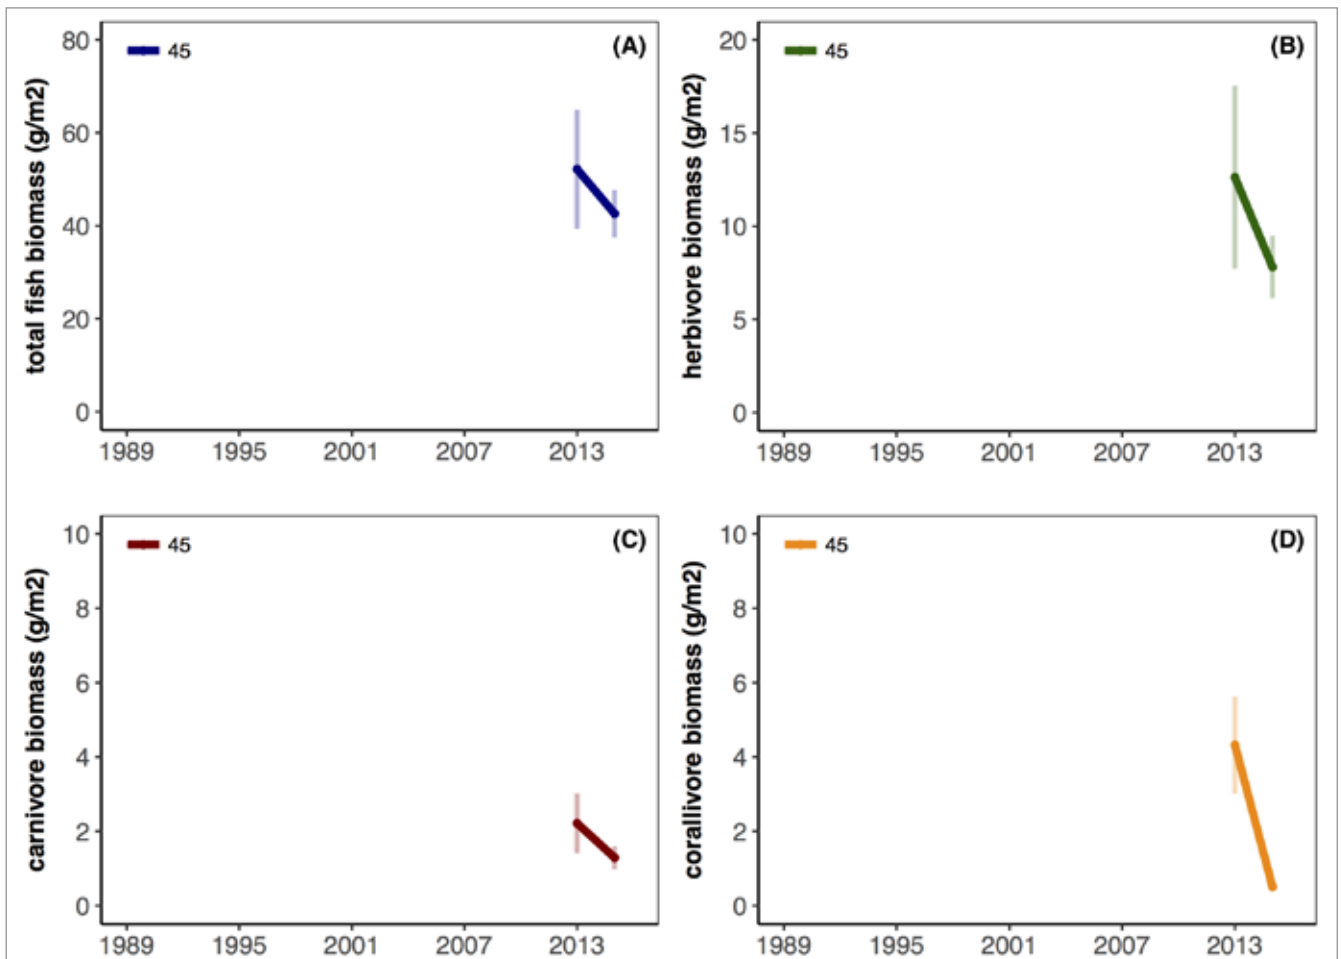 total fish biomass (g/m2)
80
60
40
20
0
45
(A)
1989 1995 2001 2007 2013
herbivore biomass (g/m2)
20
15
10
5
0
45
(B)
1989 1995 2001 2007 2013
carnivore biomass (g/m2)
10
8
6
4
2
0
45
(C)
1989 1995 2001 2007 2013
corallivore biomass (g/m2)
10
8
6
4
2
0
45
(D)
1989 1995 2001 2007 2013